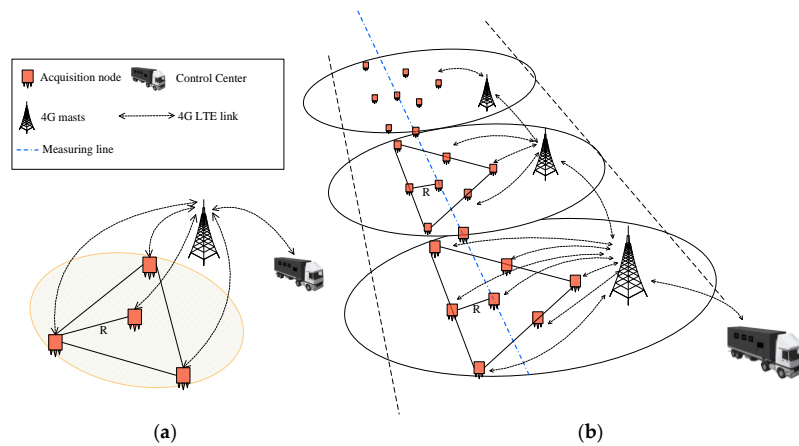 Acquisition node
Control Center
4G masts
4G LTE link
Measuring line
R
R
R
(a)
(b)